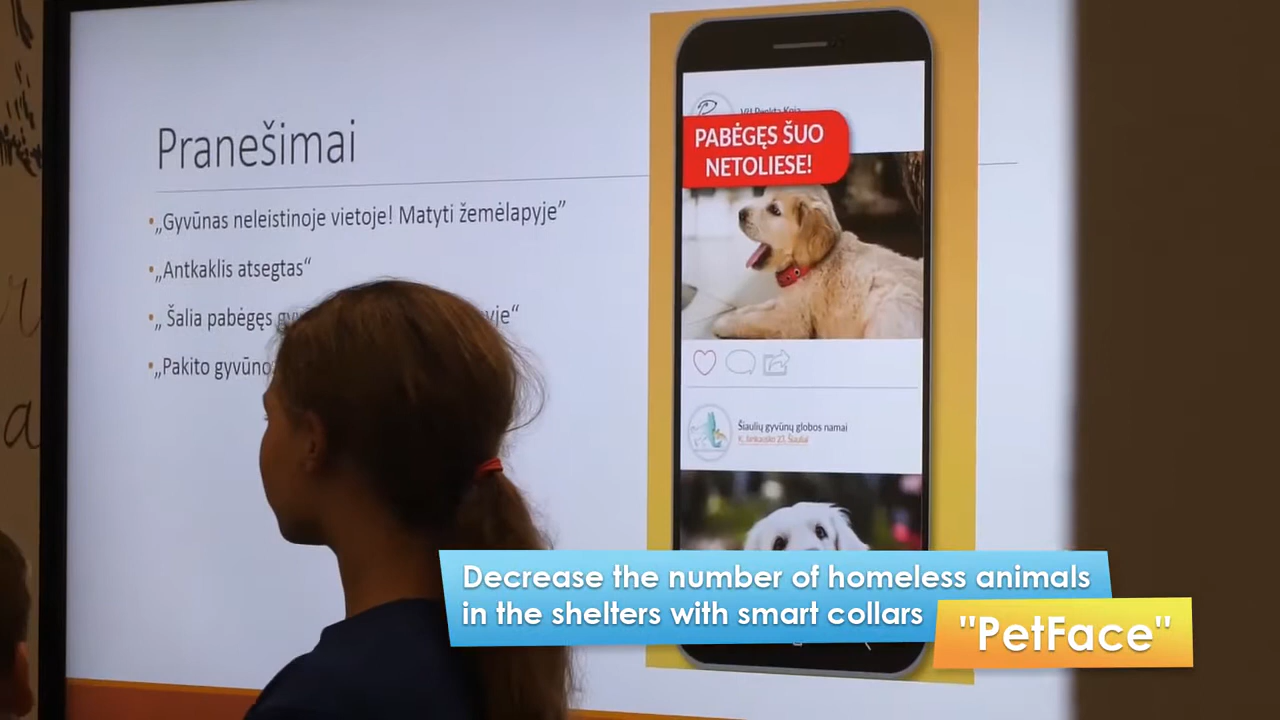 Pranešimai
•„Gyvūnas neleistinoje vietoje! Matyti žemėlapyje”
•„Antkaklis atsegtas“
•„ Šalia pabėgęs
•„Pakito gyvūno
PABĖGĘS ŠUO
NETOLIESE!
Šiaulių gyvūnų globos namai
Decrease the number of homeless animals
in the shelters with smart collars
"PetFace"